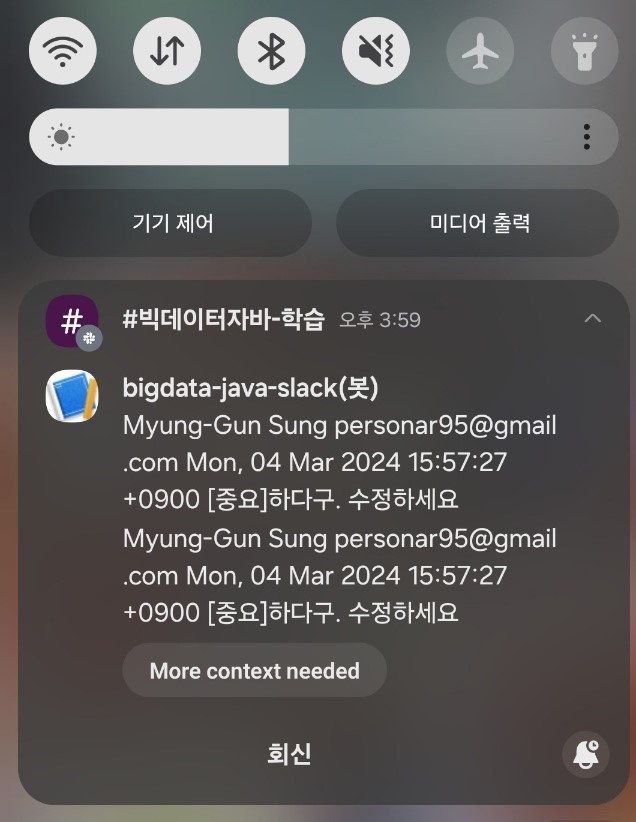 기기 제어
미디어 출력
#
#빅데이터자바-학습 오후 3:59
bigdata-java-slack(봇)
Myung-Gun Sung personar95@gmail
.com Mon, 04 Mar 2024 15:57:27
+0900 [중요]하다구. 수정하세요
Myung-Gun Sung personar95@gmail
.com Mon, 04 Mar 2024 15:57:27
+0900 [중요]하다구. 수정하세요
More context needed
회신